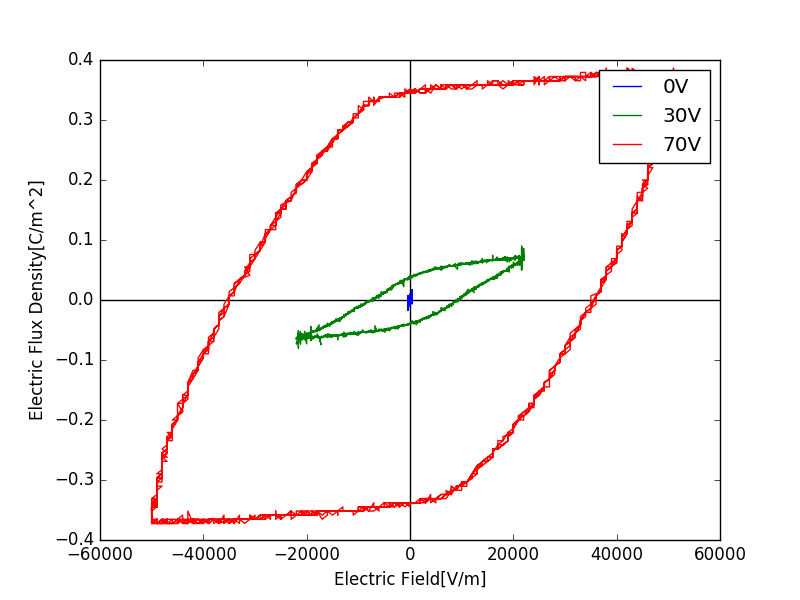 0.4
0.3
0.2
0.1
0.0
−0.1
−0.2
−0.3
−0.4
Electric Flux Density[C/m^2]
0V
30V
70V
−60000 −40000 −20000 0 20000 40000 60000
Electric Field[V/m]